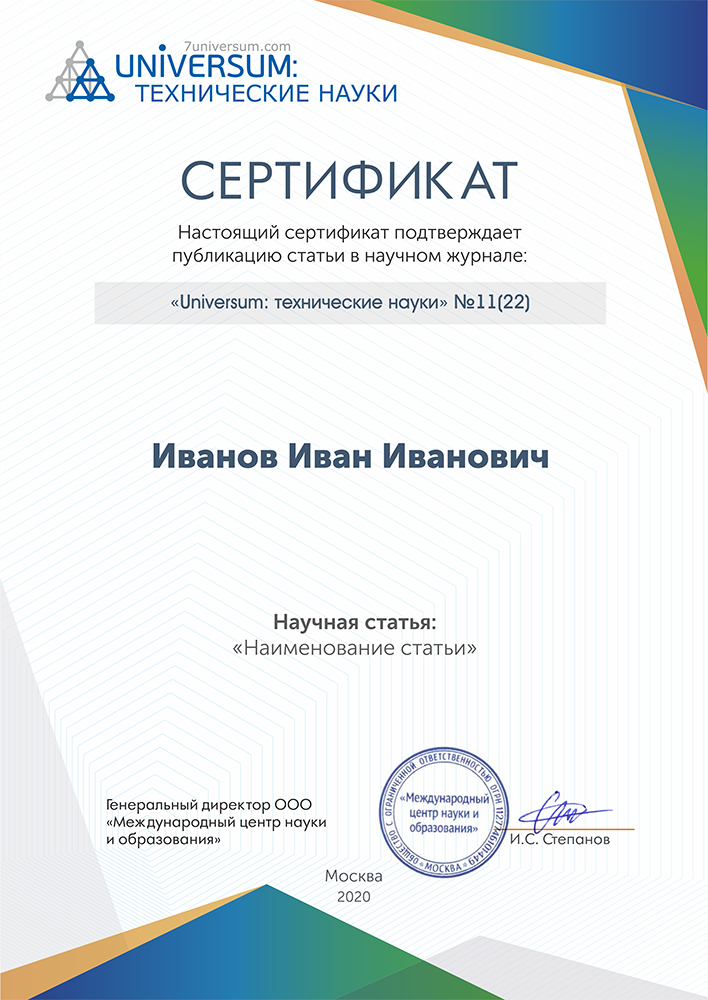 7universum.com
UNIVERSUM:
ТЕХНИЧЕСКИЕ НАУКИ
СЕРТИФИКАТ
Настоящий сертификат подтверждает
публикацию статьи в научном журнале:
«Universum: технические науки» №11(22)
Иванов Иван Иванович
Научная статья:
«Наименование статьи»
Генеральный директор ООО
«Международный центр науки
и образования»
ОБЩЕСТВО С ОГРАНИЧЕННОЙ ОТВЕТСТВЕННОСТЬЮ ОГРН 1127746101449
«Международный
центр науки и
образования»
* МОСКВА *
И.С. Степанов
Москва
2020